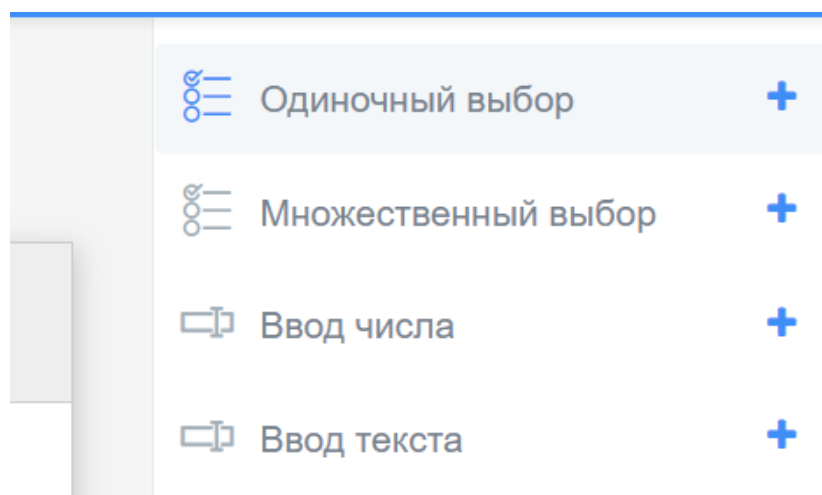 Одиночный выбор
Множественный выбор
Ввод числа
Ввод текста